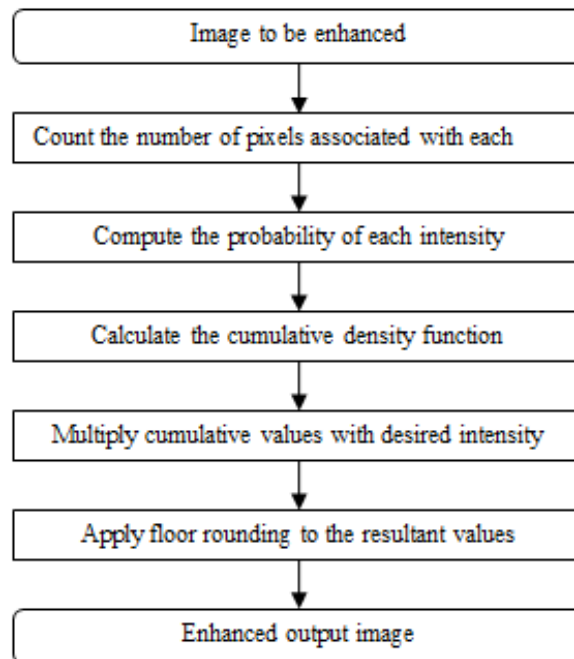 Image to be enhanced
Count the number of pixels associated with each
Compute the probability of each intensity
Calculate the cumulative density function
Multiply cumulative values with desired intensity
Apply floor rounding to the resultant values
Enhanced output image